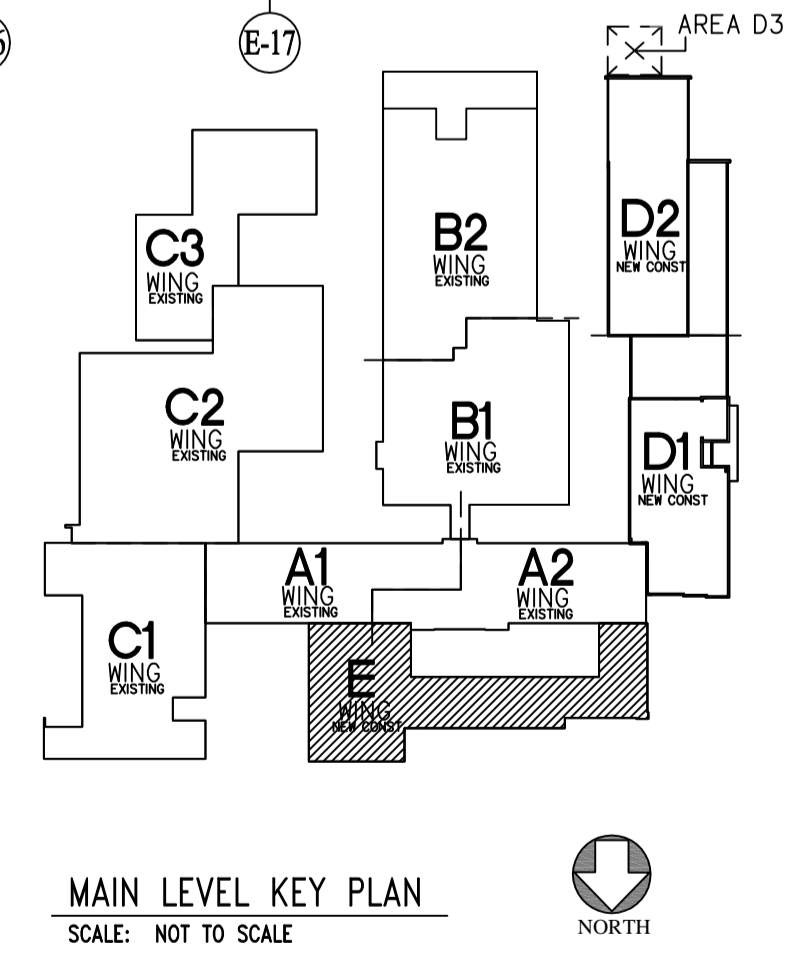 E-17
AREA D3
C3
WING
EXISTING
B2
WING
EXISTING
D2
WING
NEW CONST
C2
WING
EXISTING
B1
WING
EXISTING
D1
WING
NEW CONST
A1
WING
EXISTING
A2
WING
EXISTING
C1
WING
EXISTING
E
WING
NEW CONST
MAIN LEVEL KEY PLAN
SCALE: NOT TO SCALE
NORTH